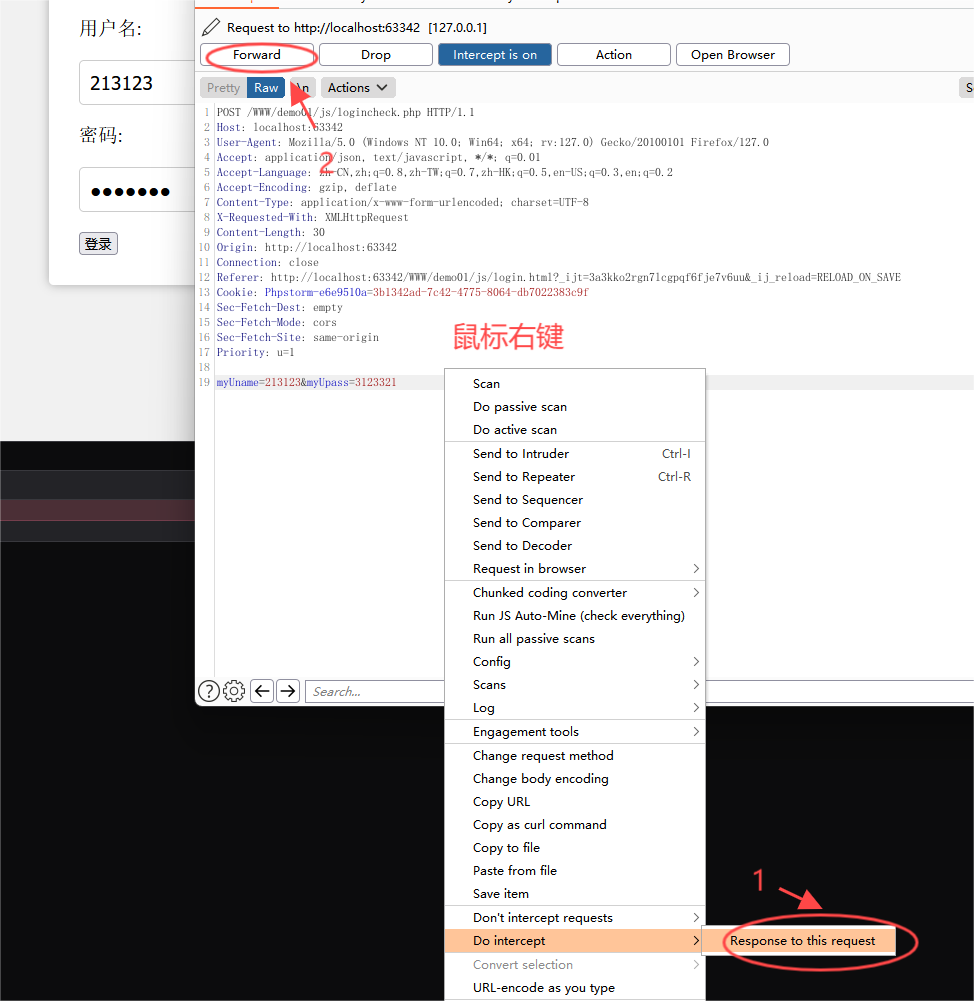 用户名:
213123
密码:
●●●●●●●
登录
Request to http://localhost:63342 [127.0.0.1]
Forward
Drop
Intercept is on
Action
Open Browser
Pretty
Raw
\n
Actions
S
1 POST /WWW/demo01/js/logincheck.php HTTP/1.1
2 Host: localhost:63342
3 User-Agent: Mozilla/5.0 (Windows NT 10.0; Win64; x64; rv:127.0) Gecko/20100101 Firefox/127.0
4 Accept: application/json, text/javascript, */*; q=0.01
5 Accept-Language: zh-CN,zh;q=0.8,zh-TW;q=0.7,zh-HK;q=0.5,en-US;q=0.3,en;q=0.2
6 Accept-Encoding: gzip, deflate
7 Content-Type: application/x-www-form-urlencoded; charset=UTF-8
8 X-Requested-With: XMLHttpRequest
9 Content-Length: 30
10 Origin: http://localhost:63342
11 Connection: close
12 Referer: http://localhost:63342/WWW/demo01/js/login.html?_ijt=3a3kko2rgn7lcgpqf6fje7v6uu&_ij_reload=RELOAD_ON_SAVE
13 Cookie: Phpstorm-e6e9510a=3b1342ad-7c42-4775-8064-db7022383c9f
14 Sec-Fetch-Dest: empty
15 Sec-Fetch-Mode: cors
16 Sec-Fetch-Site: same-origin
17 Priority: u=1
18
19 myUname=213123&myUpass=3123321
2
鼠标右键
Scan
Do passive scan
Do active scan
Send to Intruder Ctrl-I
Send to Repeater Ctrl-R
Send to Sequencer
Send to Comparer
Send to Decoder
Request in browser
Chunked coding converter
Run JS Auto-Mine (check everything)
Run all passive scans
Config
Scans
Log
Engagement tools
Change request method
Change body encoding
Copy URL
Copy as curl command
Copy to file
Paste from file
Save item
Don't intercept requests
Do intercept
Convert selection
URL-encode as you type
? Search...
1
Response to this request